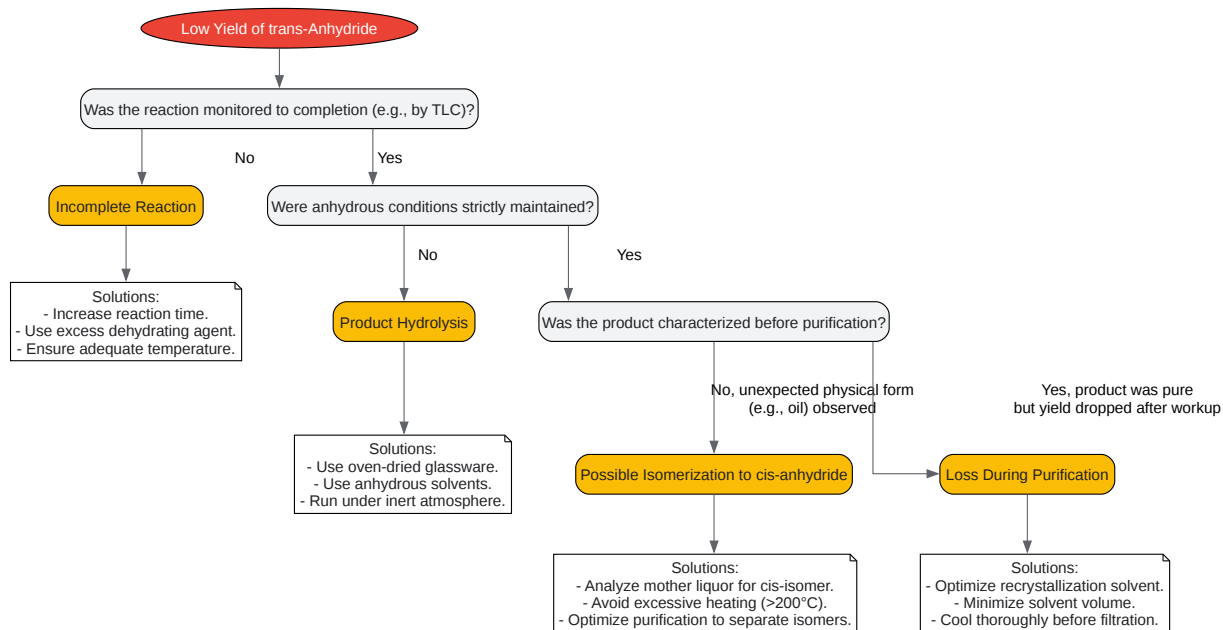 Low Yield of trans-Anhydride
Was the reaction monitored to completion (e.g., by TLC)?
No
Yes
Incomplete Reaction
Were anhydrous conditions strictly maintained?
No
Yes
Solutions:
- Increase reaction time.
- Use excess dehydrating agent.
- Ensure adequate temperature.
Product Hydrolysis
Was the product characterized before purification?
No, unexpected physical form
(e.g., oil) observed
Yes, product was pure
but yield dropped after workup
Solutions:
- Use oven-dried glassware.
- Use anhydrous solvents.
- Run under inert atmosphere.
Possible Isomerization to cis-anhydride
Loss During Purification
Solutions:
- Analyze mother liquor for cis-isomer.
- Avoid excessive heating (>200°C).
- Optimize purification to separate isomers.
Solutions:
- Optimize recrystallization solvent.
- Minimize solvent volume.
- Cool thoroughly before filtration.